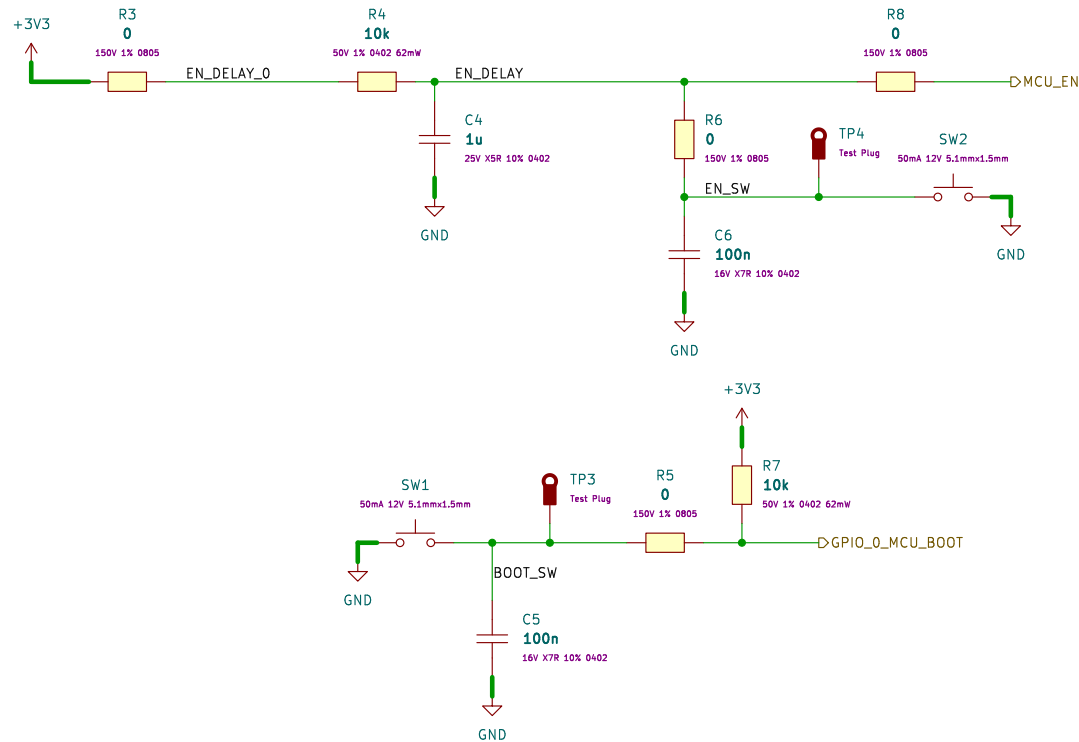 +3V3
R3
0
150V 1% 0805
EN_DELAY_0
R4
10k
50V 1% 0402 62mW
EN_DELAY
R8
0
150V 1% 0805
MCU_EN
C4
1u
25V X5R 10% 0402
GND
R6
0
150V 1% 0805
TP4
Test Plug
SW2
50mA 12V 5.1mmx1.5mm
EN_SW
GND
C6
100n
16V X7R 10% 0402
GND
+3V3
SW1
50mA 12V 5.1mmx1.5mm
TP3
Test Plug
R5
0
150V 1% 0805
R7
10k
50V 1% 0402 62mW
GPIO_0_MCU_BOOT
GND
BOOT_SW
C5
100n
16V X7R 10% 0402
GND